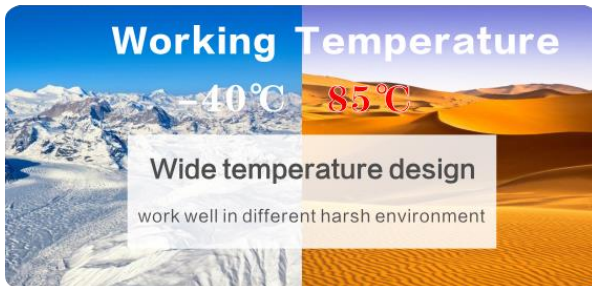 Working Temperature
-40℃ 85℃
Wide temperature design
work well in different harsh environment